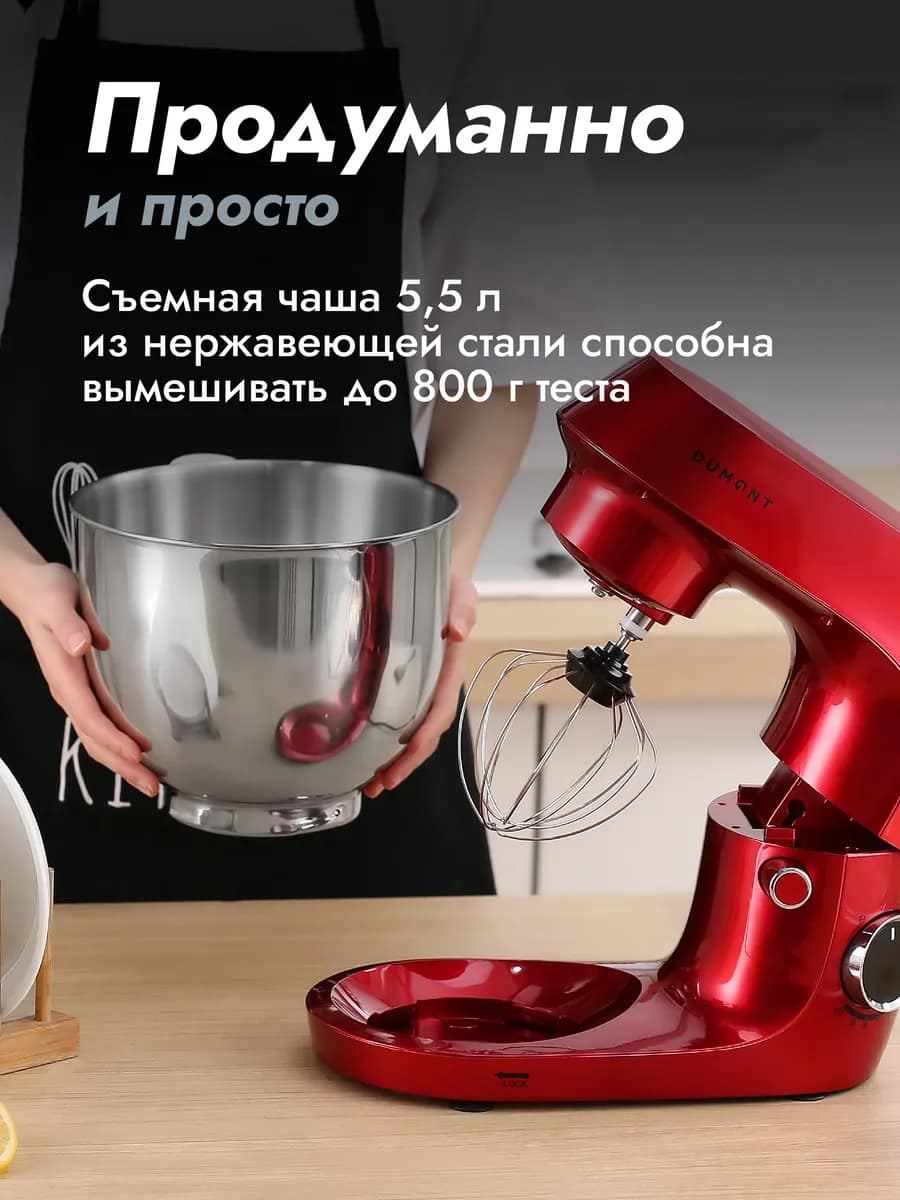 Продуманно
и просто
Съемная чаша 5,5 л
из нержавеющей стали способна
вымешивать до 800 г теста
DUMONT
LOCK